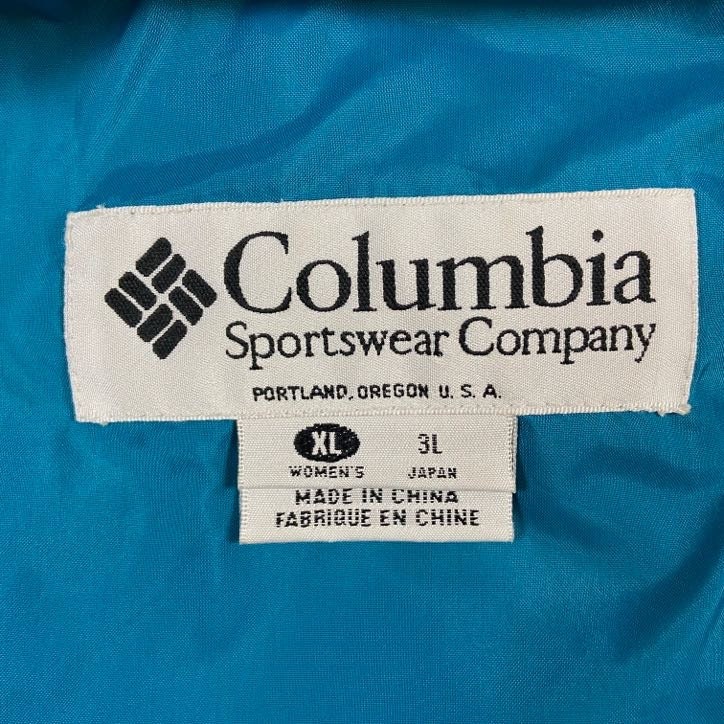 Columbia
Sportswear Company
PORTLAND, OREGON U. S. A.
XL 3L
WOMEN'S JAPAN
MADE IN CHINA
FABRIQUE EN CHINE